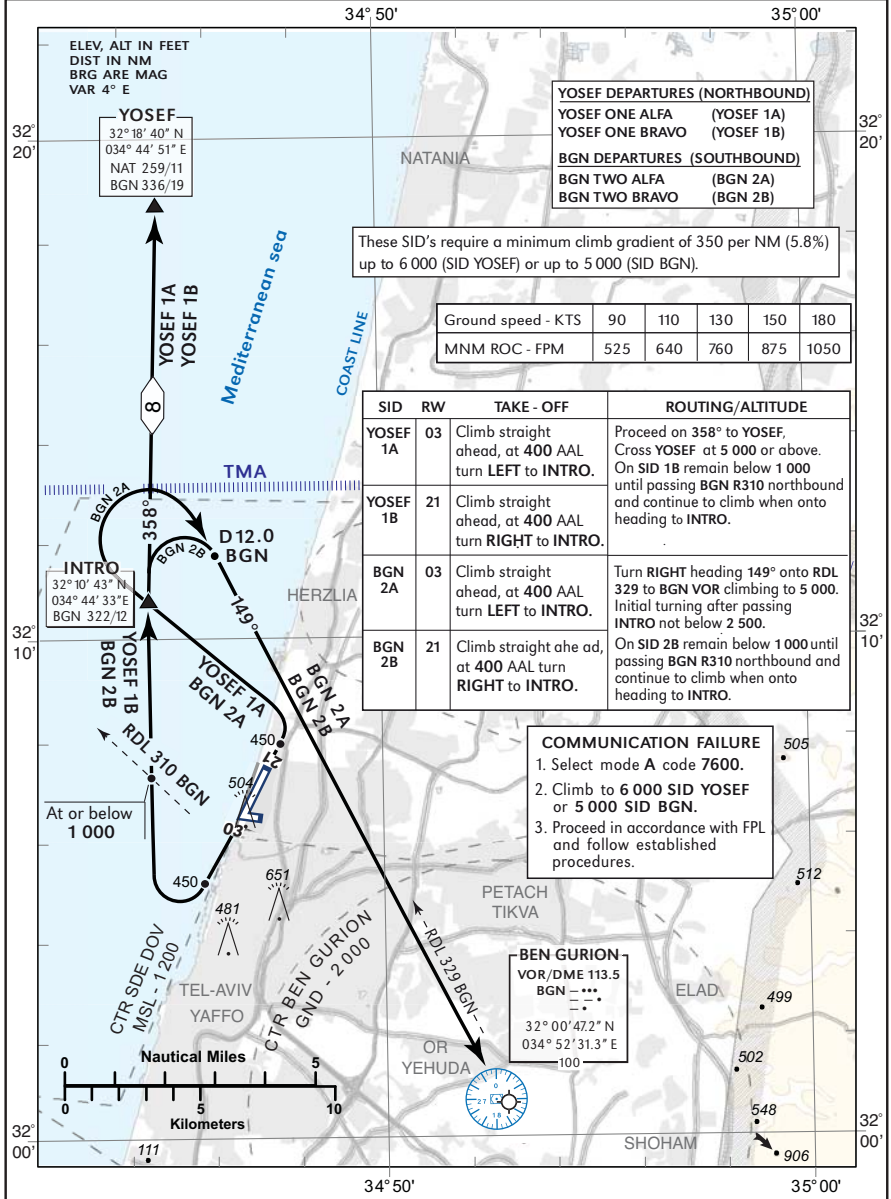 34° 50'
35° 00'
ELEV, ALT IN FEET
DIST IN NM
BRG ARE MAG
VAR 4° E
YOSEF
32° 18' 40" N
034° 44' 51" E
NAT 259/11
BGN 336/19
32°
20'
32°
20'
NATANIA
YOSEF DEPARTURES (NORTHBOUND)
YOSEF ONE ALFA (YOSEF 1A)
YOSEF ONE BRAVO (YOSEF 1B)
BGN DEPARTURES (SOUTHBOUND)
BGN TWO ALFA (BGN 2A)
BGN TWO BRAVO (BGN 2B)
These SID's require a minimum climb gradient of 350 per NM (5.8%)
up to 6 000 (SID YOSEF) or up to 5 000 (SID BGN).
Mediterranean sea
COAST LINE
YOSEF 1A
YOSEF 1B
8
Ground speed - KTS 90 110 130 150 180
MNM ROC - FPM 525 640 760 875 1050
SID RW TAKE - OFF ROUTING/ALTITUDE
YOSEF
1A
03
Climb straight
ahead, at 400 AAL
turn LEFT to INTRO.
YOSEF
1B
21
Climb straight
ahead, at 400 AAL
turn RIGHT to INTRO.
Proceed on 358° to YOSEF,
Cross YOSEF at 5 000 or above.
On SID 1B remain below 1 000
until passing BGN R310 northbound
and continue to climb when onto
heading to INTRO.
.
BGN
2A
03
Climb straight
ahead, at 400 AAL
turn LEFT to INTRO.
BGN
2B
21
Climb straight ahe ad,
at 400 AAL turn
RIGHT to INTRO.
Turn RIGHT heading 149° onto RDL
329 to BGN VOR climbing to 5 000.
Initial turning after passing
INTRO not below 2 500.
On SID 2B remain below 1 000 until
passing BGN R310 northbound and
continue to climb when onto
heading to INTRO.
TMA
BGN 2A
358°
BGN 2B
D12.0
BGN
INTRO
32° 10' 43" N
034° 44' 33"E
BGN 322/12
149°
HERZLIA
32°
10'
32°
10'
YOSEF 1B
BGN 2B
YOSEF 1A
BGN 2A
BGN 2A
BGN 2B
RDL 310 BGN
450
21
504
03
At or below
1 000
450
COMMUNICATION FAILURE
1. Select mode A code 7600.
2. Climb to 6 000 SID YOSEF
or 5 000 SID BGN.
3. Proceed in accordance with FPL
and follow established
procedures.
505
512
651
481
PETACH
TIKVA
RDL 329 BGN
CTR SDE DOV
MSL - 1 200
TEL-AVIV
YAFFO
CTR BEN GURION
GND - 2 000
BEN GURION
VOR/DME 113.5
BGN
32° 00' 47.2" N
034° 52' 31.3" E
100
ELAD
499
OR
YEHUDA
502
0 Nautical Miles 5
0 5 10
Kilometers
0
27
18
548
906
SHOHAM
111
32°
00'
32°
00'
34° 50'
35° 00'